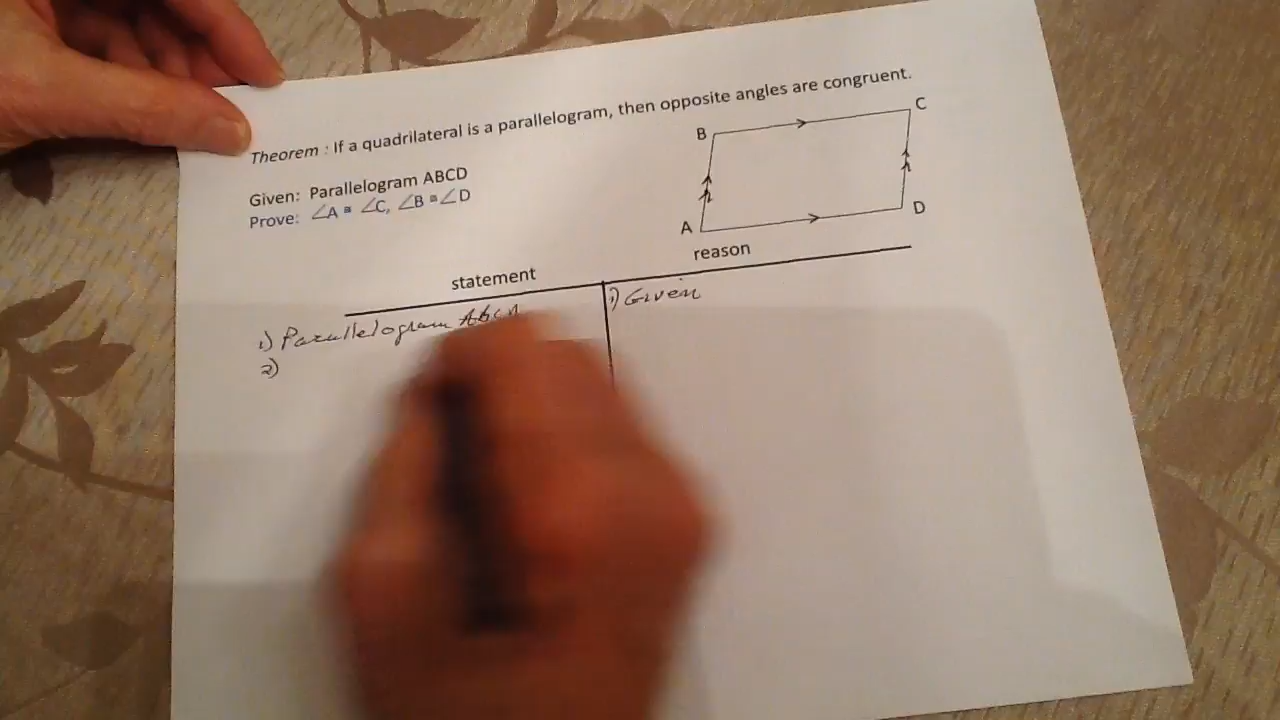 Theorem : If a quadrilateral is a parallelogram, then opposite angles are congruent.
Given: Parallelogram ABCD
Prove: ∠A ≅ ∠C, ∠B ≅ ∠D
B
C
A
D
statement
reason
1) Parallelogram ABCD
1) Given
2)